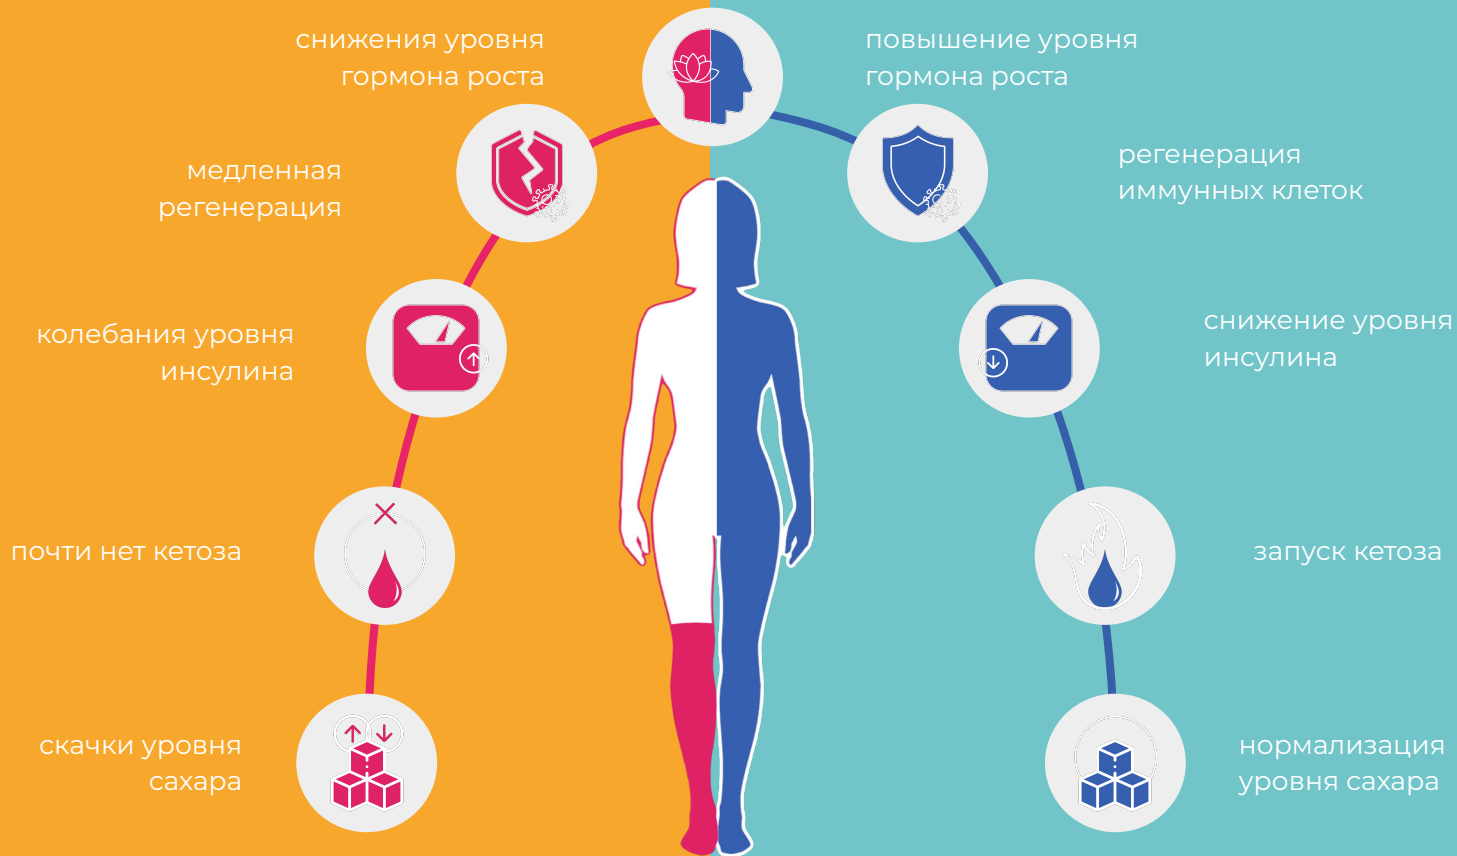 снижения уровня
гормона роста
медленная
регенерация
колебания уровня
инсулина
почти нет кетоза
скачки уровня
сахара
повышение уровня
гормона роста
регенерация
иммунных клеток
снижение уровня
инсулина
запуск кетоза
нормализация
уровня сахара